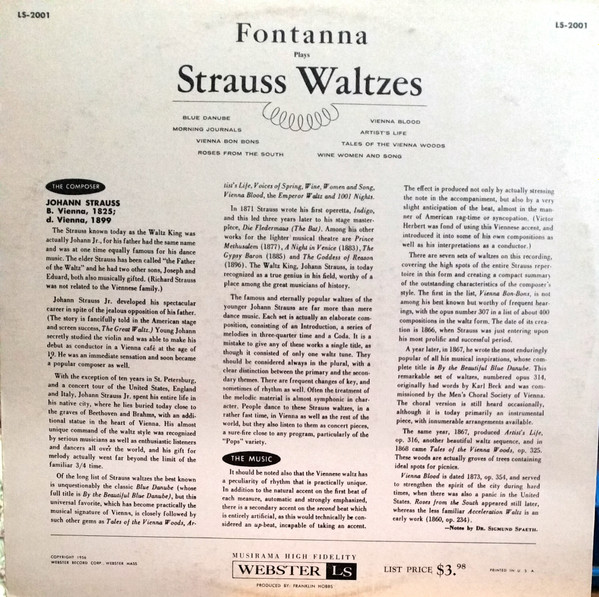 LS-2001
LS-2001
Fontanna
Plays
Strauss Waltzes
BLUE DANUBE
VIENNA BLOOD
MORNING JOURNALS
ARTIST'S LIFE
VIENNA BON BONS
TALES OF THE VIENNA WOODS
ROSES FROM THE SOUTH
WINE WOMEN AND SONG
THE COMPOSER
JOHANN STRAUSS
B. Vienna, 1825;
d. Vienna, 1899
The Strauss known today as the Waltz King was
actually Johann Jr., for his father had the same name
and was at one time equally famous for his dance
music. The elder Strauss has been called "the Father
of the Waltz" and he had two other sons, Joseph and
Eduard, both also musically gifted. (Richard Strauss
was not related to the Viennese family.)
Johann Strauss Jr. developed his spectacular
career in spite of the jealous opposition of his father.
(The story is fancifully told in the American stage
and screen success, The Great Waltz.) Young Johann
secretly studied the violin and was able to make his
debut as conductor in a Vienna café at the age of
19. He was an immediate sensation and soon became
a popular composer as well.
With the exception of ten years in St. Petersburg,
and a concert tour of the United States, England
and Italy, Johann Strauss Jr. spent his entire life in
his native city, where he lies buried today close to
the graves of Beethoven and Brahms, with an addi-
tional statue in the heart of Vienna. His almost
unique command of the waltz style was recognized
by serious musicians as well as enthusiastic listeners
and dancers all over the world, and his gift for
melody actually went far beyond the limit of the
familiar 3/4 time.
Of the long list of Strauss waltzes the best known
is unquestionably the classic Blue Danube (whose
full title is By the Beautiful Blue Danube), but this
universal favorite, which has become practically the
musical signature of Vienna, is closely followed by
such other gems as Tales of the Vienna Woods, Ar-
tist's Life, Voices of Spring, Wine, Women and Song,
Vienna Blood, the Emperor Waltz and 1001 Nights.
In 1871 Strauss wrote his first operetta, Indigo,
and this led three years later to his stage master-
piece, Die Fledermaus (The Bat). Among his other
works for the lighter musical theatre are Prince
Methusalem (1877), A Night in Venice (1883), The
Gypsy Baron (1885) and The Goddess of Reason
(1896). The Waltz King, Johann Strauss, is today
recognized as a true genius in his field, worthy of a
place among the great musicians of history.
The famous and eternally popular waltzes of the
younger Johann Strauss are far more than mere
dance music. Each set is actually an elaborate com-
position, consisting of an Introduction, a series of
melodies in three-quarter time and a Coda. It is a
mistake to give any of these works a single title, as
though it consisted of only one waltz tune. They
should be considered always in the plural, with a
clear distinction between the primary and the secon-
dary themes. There are frequent changes of key, and
sometimes of rhythm as well. Often the treatment of
the melodic material is almost symphonic in char-
acter. People dance to these Strauss waltzes, in a
rather fast time, in Vienna as well as the rest of the
world, but they also listen to them as concert pieces,
a sure-fire close to any program, particularly of the
"Pops" variety.
THE MUSIC
It should be noted also that the Viennese waltz has
a peculiarity of rhythm that is practically unique.
In addition to the natural accent on the first beat of
each measure, automatic and strongly emphasized,
there is a secondary accent on the second beat which
is entirely artificial, as this would technically be con-
sidered an up-beat, incapable of taking an accent.
The effect is produced not only by actually stressing
the note in the accompaniment, but also by a very
slight anticipation of the beat, almost in the man-
ner of American rag-time or syncopation. (Victor
Herbert was fond of using this Viennese accent, and
introduced it into some of his own compositions as
well as his interpretations as a conductor.)
There are seven sets of waltzes on this recording,
covering the high spots of the entire Strauss reper-
toire in this form and creating a compact summary
of the outstanding characteristics of the composer's
style. The first in the list, Vienna Bon-Bons, is not
among his best known but worthy of frequent hear-
ings, with the opus number 307 in a list of about 400
compositions in the waltz form. The date of its crea-
tion is 1866, when Strauss was just entering upon
his most prolific and successful period.
A year later, in 1867, he wrote the most enduringly
popular of all his musical inspirations, whose com-
plete title is By the Beautiful Blue Danube. This
remarkable set of waltzes, numbered opus 314,
originally had words by Karl Beck and was com-
missioned by the Men's Choral Society of Vienna.
The choral version is still heard occasionally,
although it is today primarily an instrumental
piece, with innumerable arrangements available.
The same year, 1867, produced Artist's Life,
op. 316, another beautiful waltz sequence, and in
1868 came Tales of the Vienna Woods, op. 325.
These woods are actually groves of trees containing
ideal spots for picnics.
Vienna Blood is dated 1873, op. 354, and served
to strengthen the spirit of the city during hard
times, when there was also a panic in the United
States. Roses from the South appeared still later,
whereas the less familiar Acceleration Waltz is an
early work (1860, op. 234).
—Notes by DR. SIGMUND SPAETH.
COPYRIGHT 1956
WEBSTER RECORD CORP., WEBSTER MASS
MUSIRAMA HIGH FIDELITY
WEBSTER LS
PRODUCED BY: FRANKLIN HOBBS
LIST PRICE $3.98
PRINTED IN U.S.A.